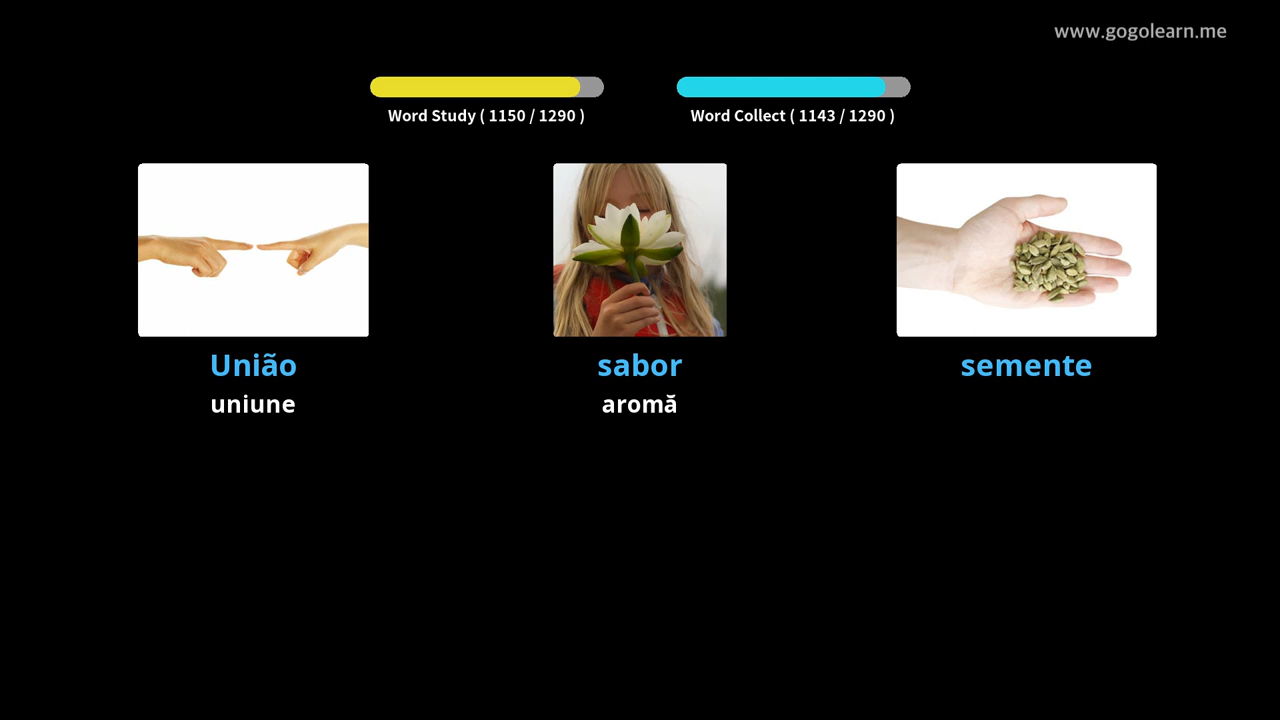 www.gogolearn.me
Word Study ( 1150 / 1290 )
Word Collect ( 1143 / 1290 )
União
sabor
semente
uniune
aromă